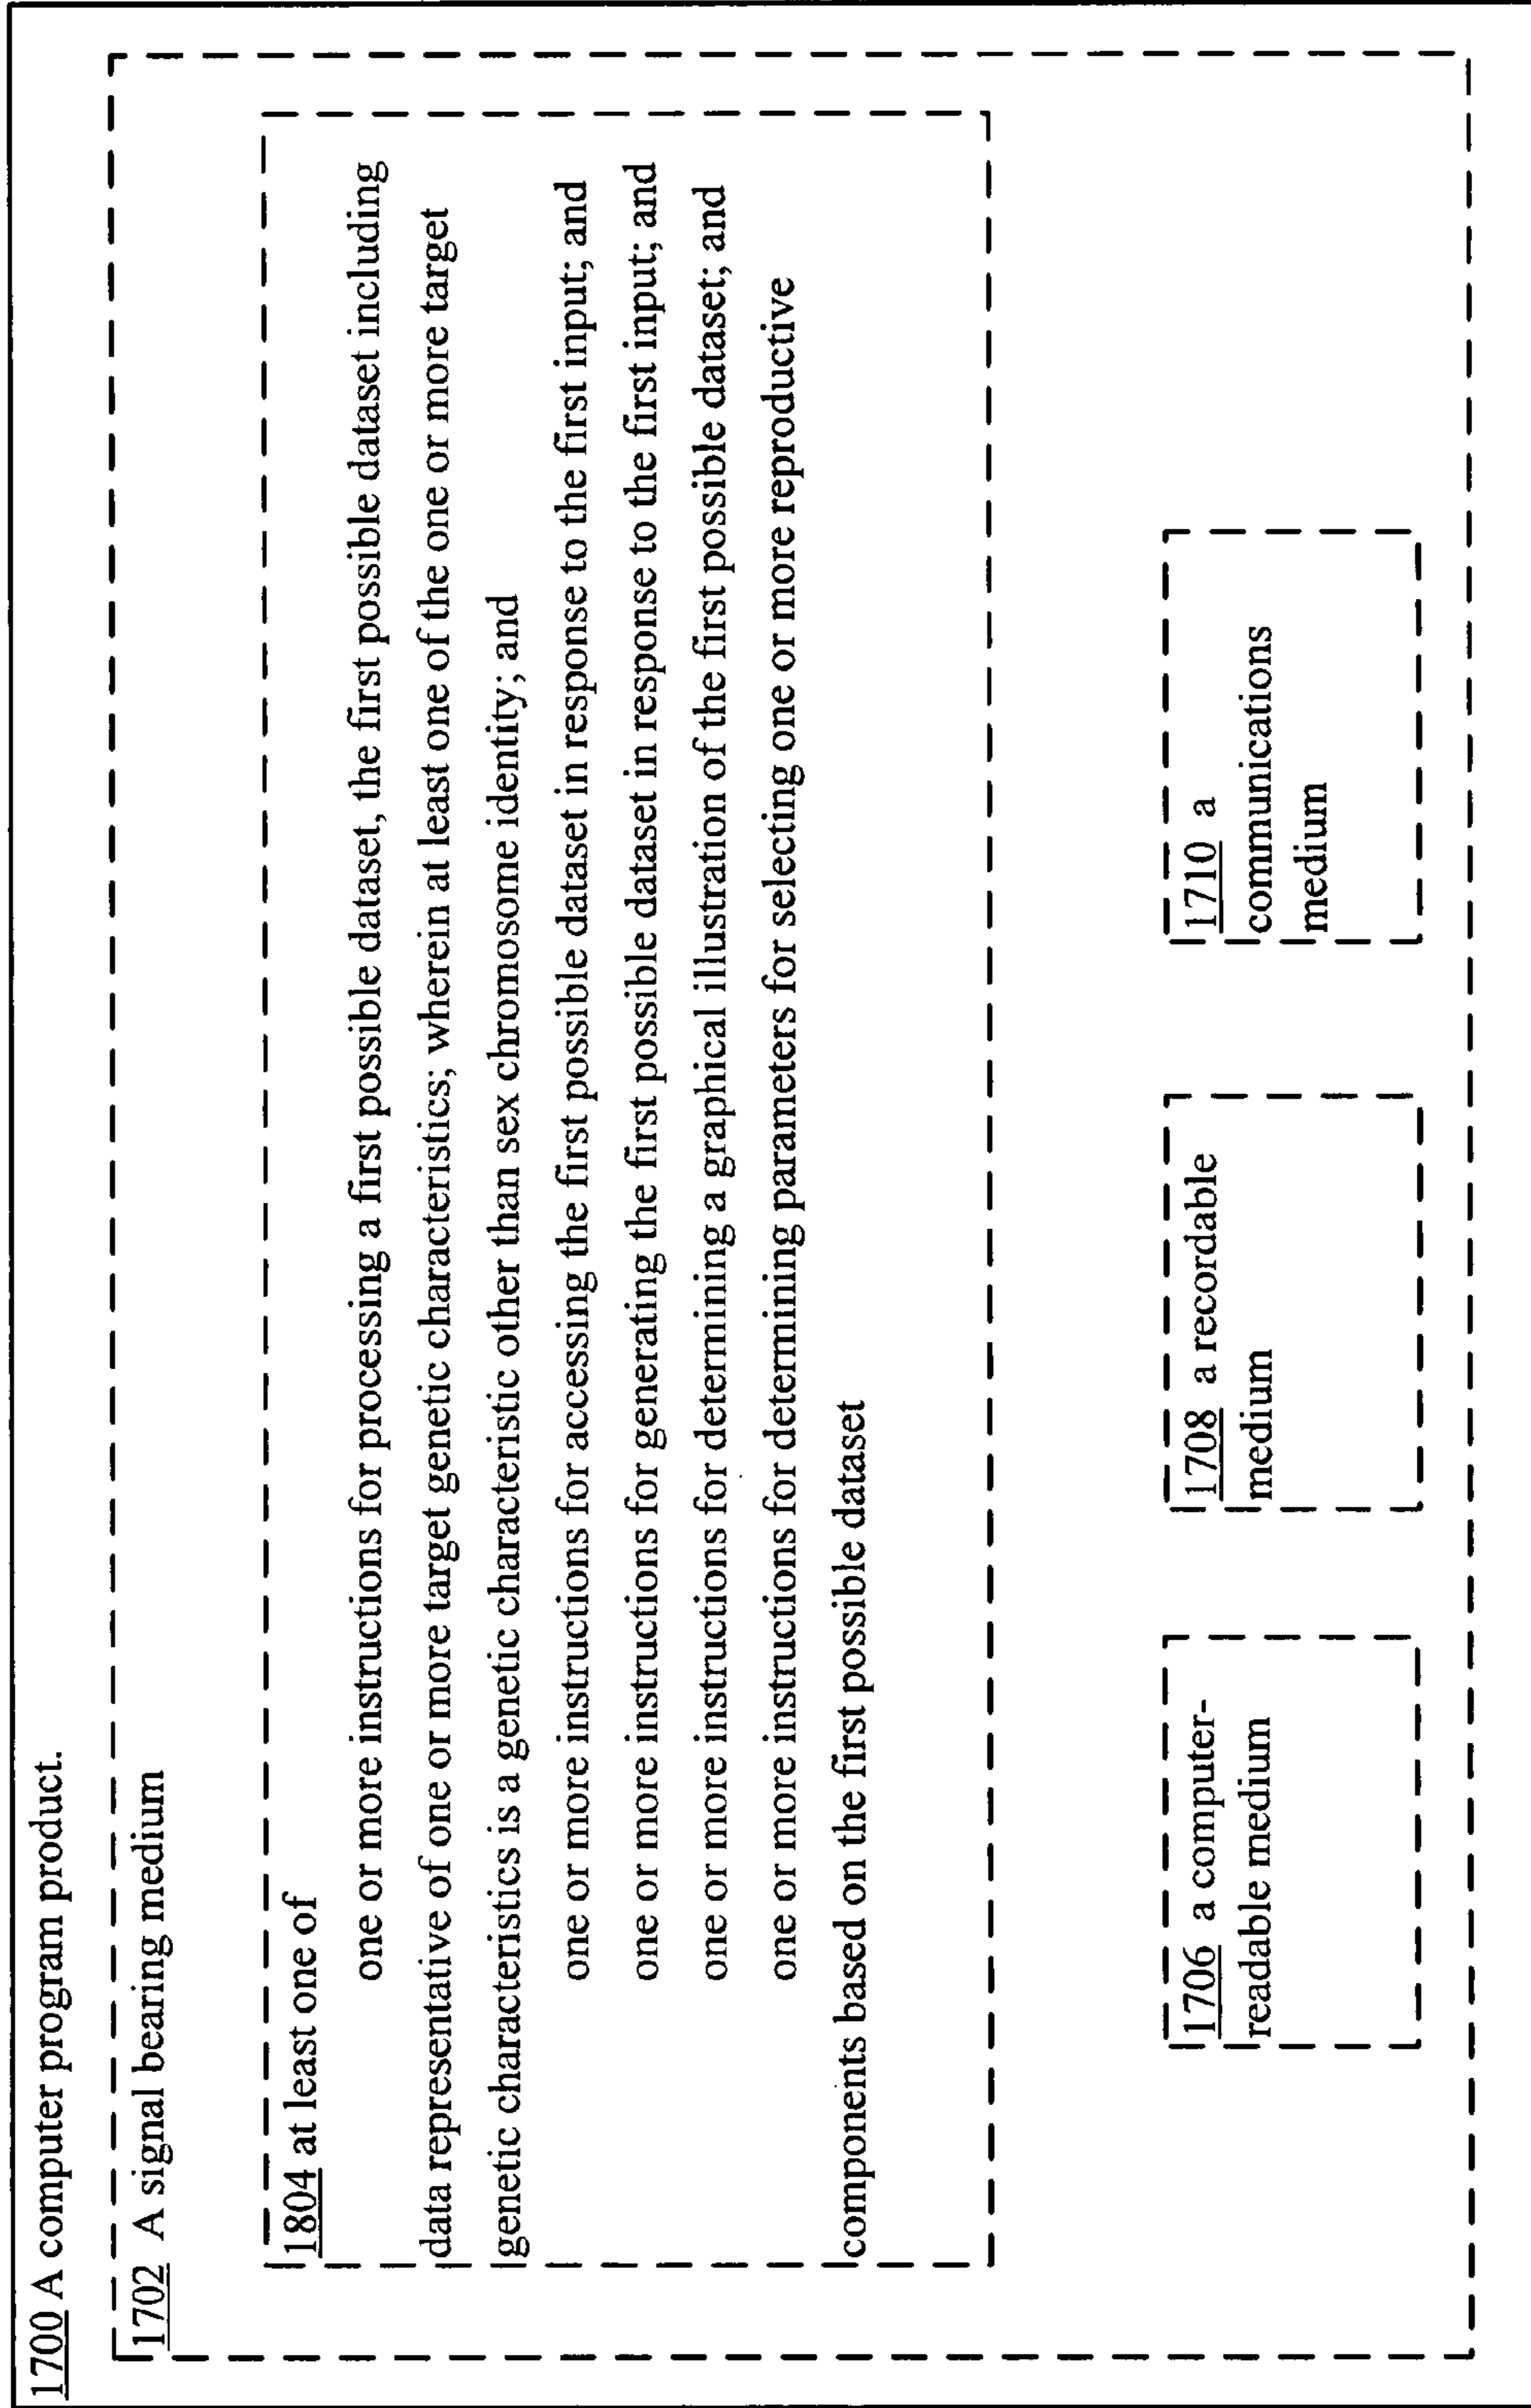 1700 A computer program product.
1702 A signal bearing medium
1804 at least one of
one or more instructions for processing a first possible dataset, the first possible dataset including
data representative of one or more target genetic characteristics; wherein at least one of the one or more target
genetic characteristics is a genetic characteristic other than sex chromosome identity; and
one or more instructions for accessing the first possible dataset in response to the first input; and
one or more instructions for generating the first possible dataset in response to the first input; and
one or more instructions for determining a graphical illustration of the first possible dataset; and
one or more instructions for determining parameters for selecting one or more reproductive
components based on the first possible dataset
1706 a computer-
readable medium
1708 a recordable
medium
1710 a
communications
medium